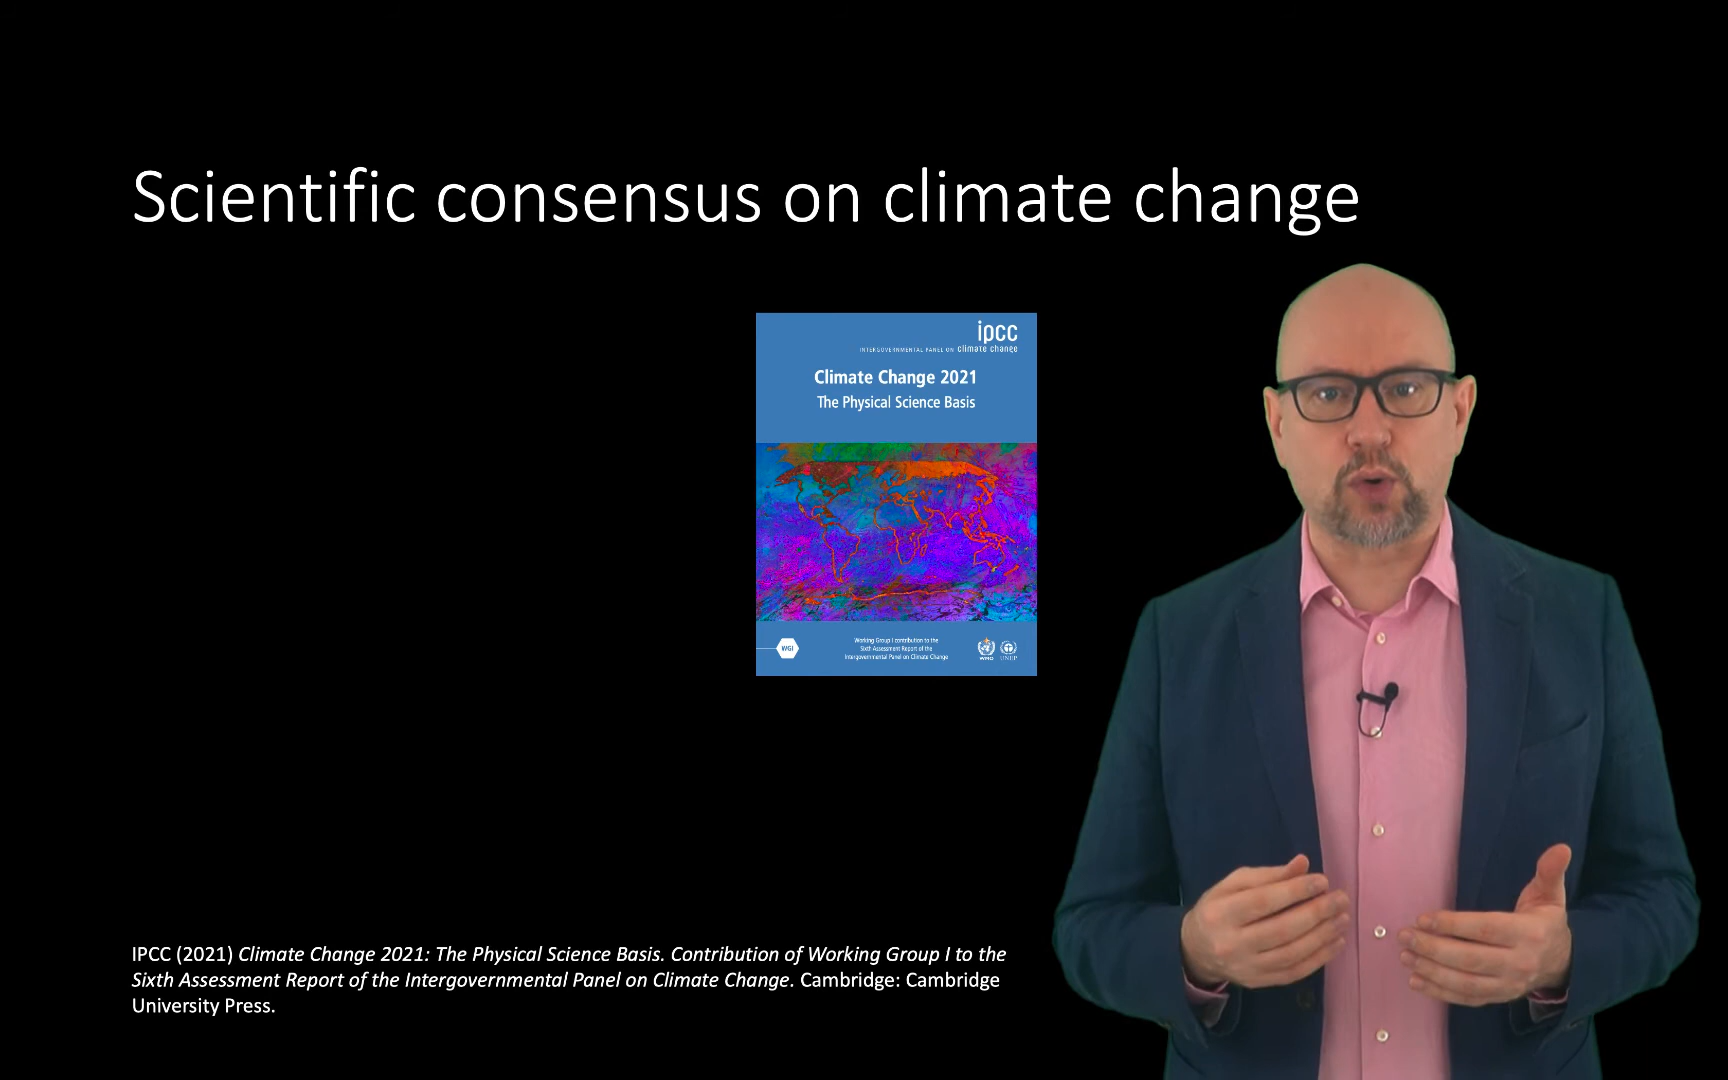 Scientific consensus on climate change
ipcc
INTERGOVERNMENTAL PANEL ON climate change
Climate Change 2021
The Physical Science Basis
WGI
Working Group I contribution to the
Sixth Assessment Report of the
Intergovernmental Panel on Climate Change
WMO
UNEP
IPCC (2021) Climate Change 2021: The Physical Science Basis. Contribution of Working Group I to the
Sixth Assessment Report of the Intergovernmental Panel on Climate Change. Cambridge: Cambridge
University Press.